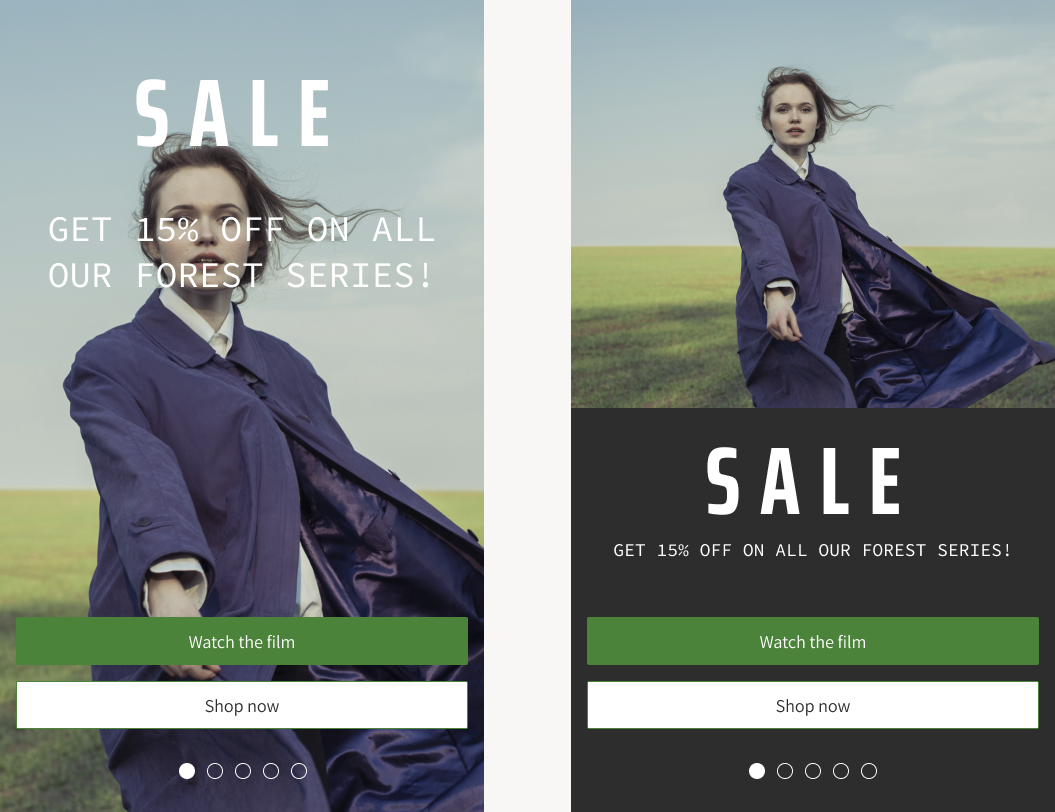 SALE
GET 15% OFF ON ALL
OUR FOREST SERIES!
Watch the film
Shop now
SALE
GET 15% OFF ON ALL OUR FOREST SERIES!
Watch the film
Shop now